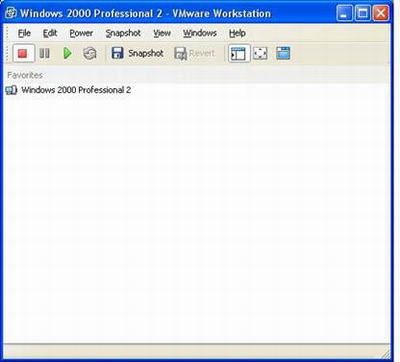 Windows 2000 Professional 2 - VMware Workstation
File Edit Power Snapshot View Windows Help
Snapshot Revert
Favorites
Windows 2000 Professional 2